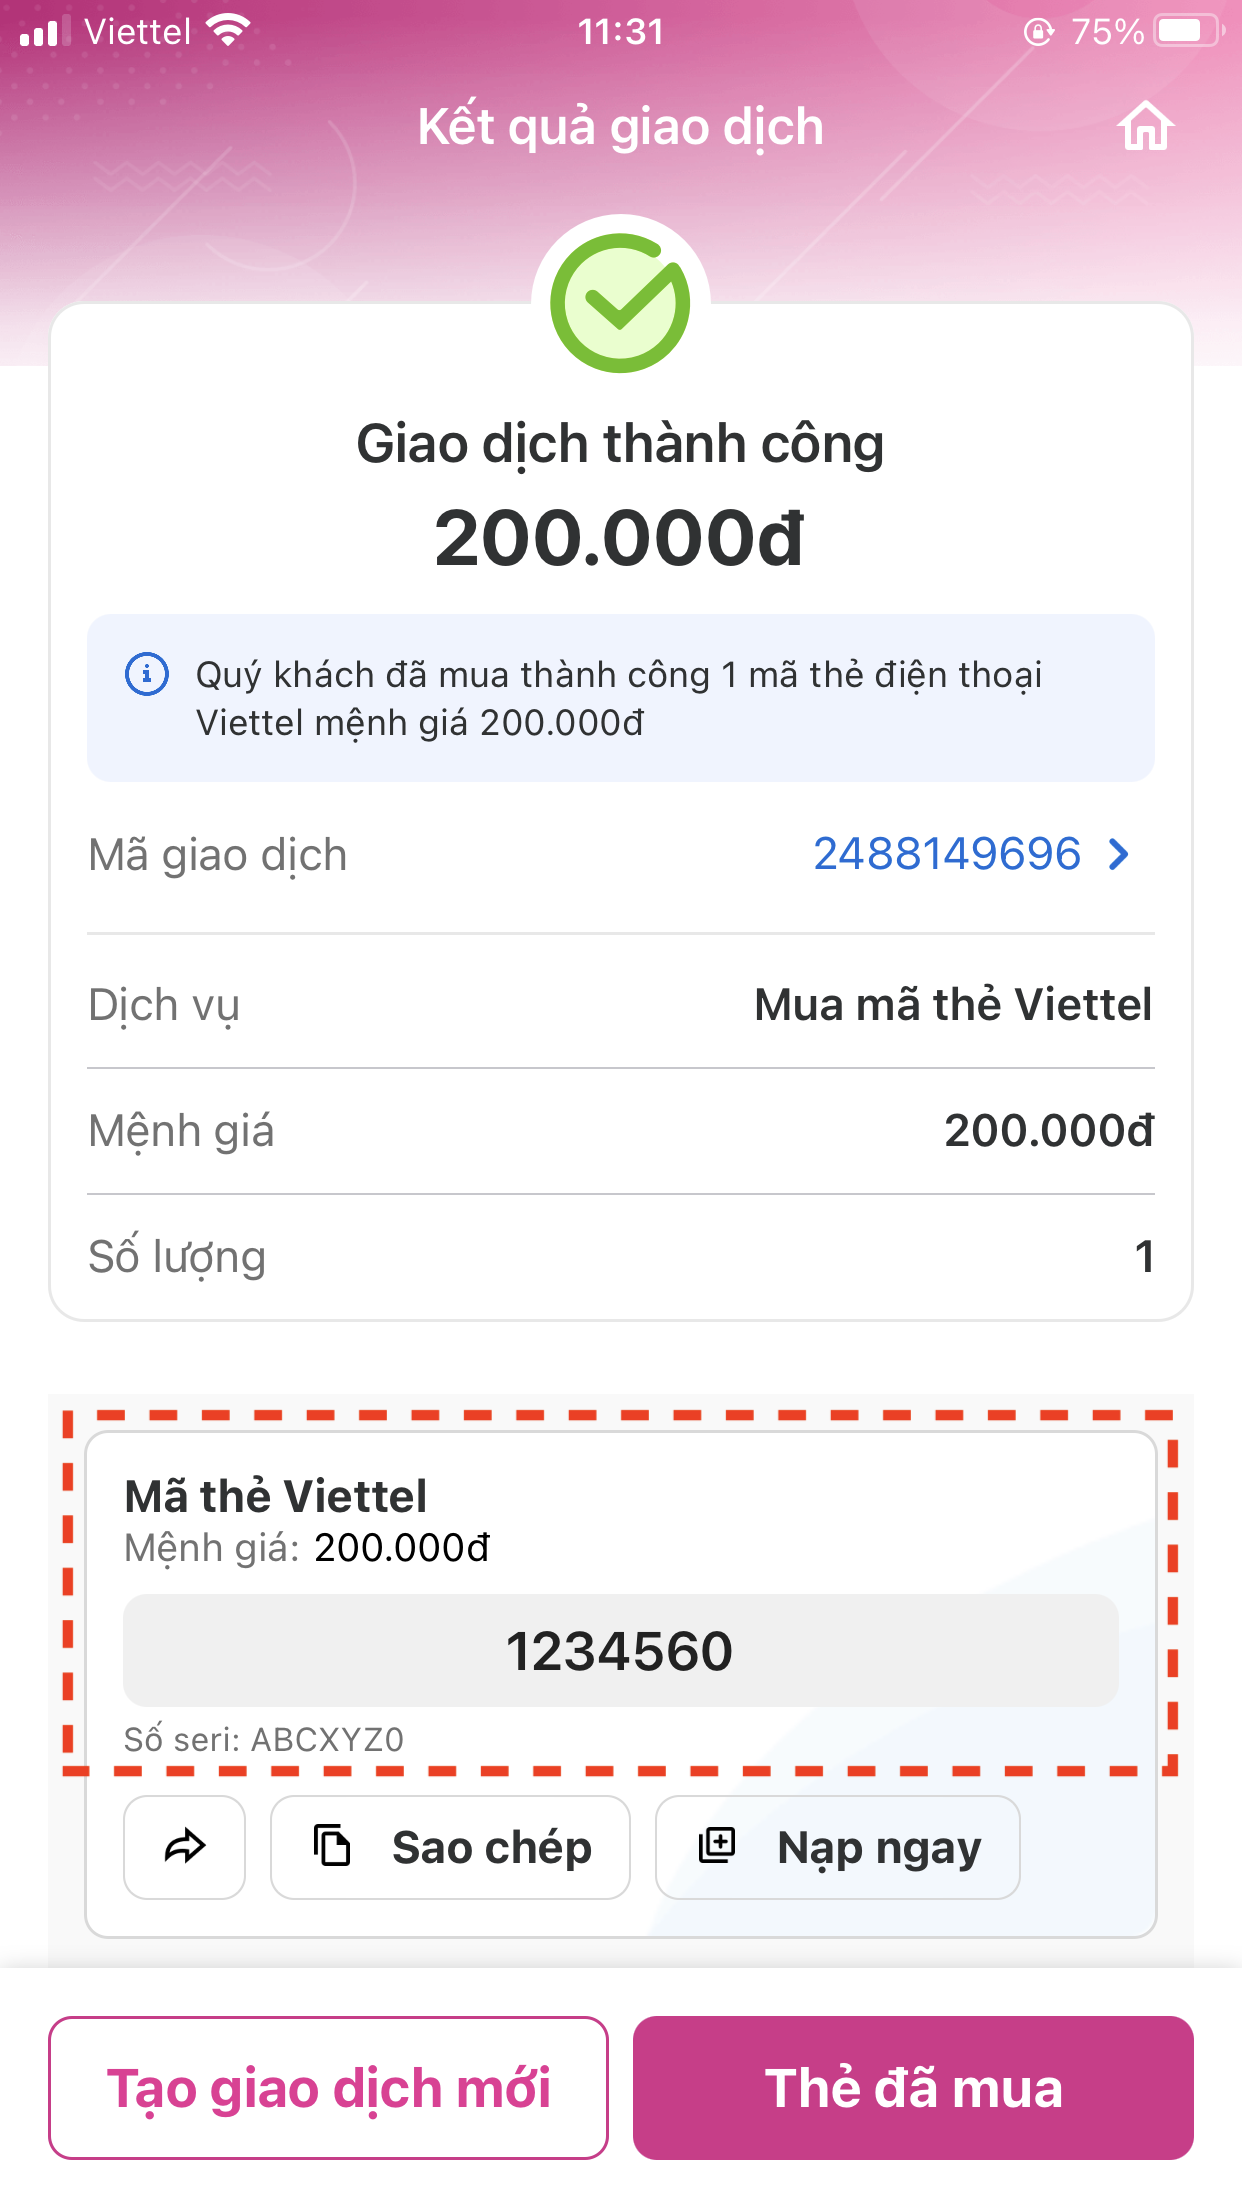 Viettel 11:31 75%
Kết quả giao dịch
Giao dịch thành công
200.000đ
Quý khách đã mua thành công 1 mã thẻ điện thoại
Viettel mệnh giá 200.000đ
Mã giao dịch 2488149696
Dịch vụ Mua mã thẻ Viettel
Mệnh giá 200.000đ
Số lượng 1
Mã thẻ Viettel
Mệnh giá: 200.000đ
1234560
Số seri: ABCXYZ0
Sao chép Nạp ngay
Tạo giao dịch mới Thẻ đã mua